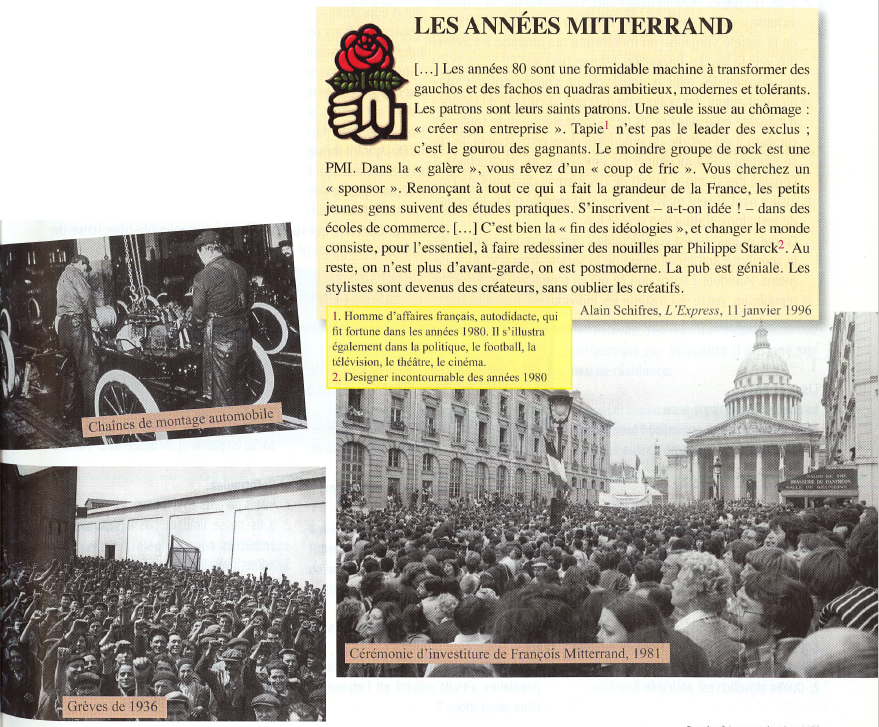 LES ANNÉES MITTERRAND
[…] Les années 80 sont une formidable machine à transformer des
gauchos et des fachos en quadras ambitieux, modernes et tolérants.
Les patrons sont leurs saints patrons. Une seule issue au chômage :
« créer son entreprise ». Tapie1 n'est pas le leader des exclus ;
c'est le gourou des gagnants. Le moindre groupe de rock est une
PMI. Dans la « galère », vous rêvez d'un « coup de fric ». Vous cherchez un
« sponsor ». Renonçant à tout ce qui a fait la grandeur de la France, les petits
jeunes gens suivent des études pratiques. S'inscrivent – a-t-on idée ! – dans des
écoles de commerce. […] C'est bien la « fin des idéologies », et changer le monde
consiste, pour l'essentiel, à faire redessiner des nouilles par Philippe Starck2. Au
reste, on n'est plus d'avant-garde, on est postmoderne. La pub est géniale. Les
stylistes sont devenus des créateurs, sans oublier les créatifs.
Alain Schifres, L'Express, 11 janvier 1996
1. Homme d'affaires français, autodidacte, qui
fit fortune dans les années 1980. Il s'illustra
également dans la politique, le football, la
télévision, le théâtre, le cinéma.
2. Designer incontournable des années 1980
Chaînes de montage automobile
Grèves de 1936
Cérémonie d'investiture de François Mitterrand, 1981